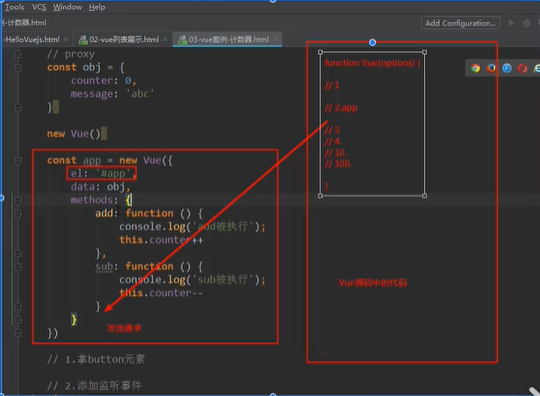 Tools VCS Window Help
-计数器.html
Add Configuration...
-HelloVuejs.html
02-vue列表展示.html
03-vue案例-计数器.html
// proxy
const obj = {
counter: 0,
message: 'abc'
}
new Vue()
const app = new Vue({
el: '#app',
data: obj,
methods: {
add: function () {
console.log('add被执行');
this.counter++
},
sub: function () {
console.log('sub被执行');
this.counter--
}
}
})
// 1.拿button元素
// 2.添加监听事件
发送请求
function Vue(options) {
// 1
// 2.app
// 3.
// 4.
// 10.
// 100.
}
Vue源码中的代码